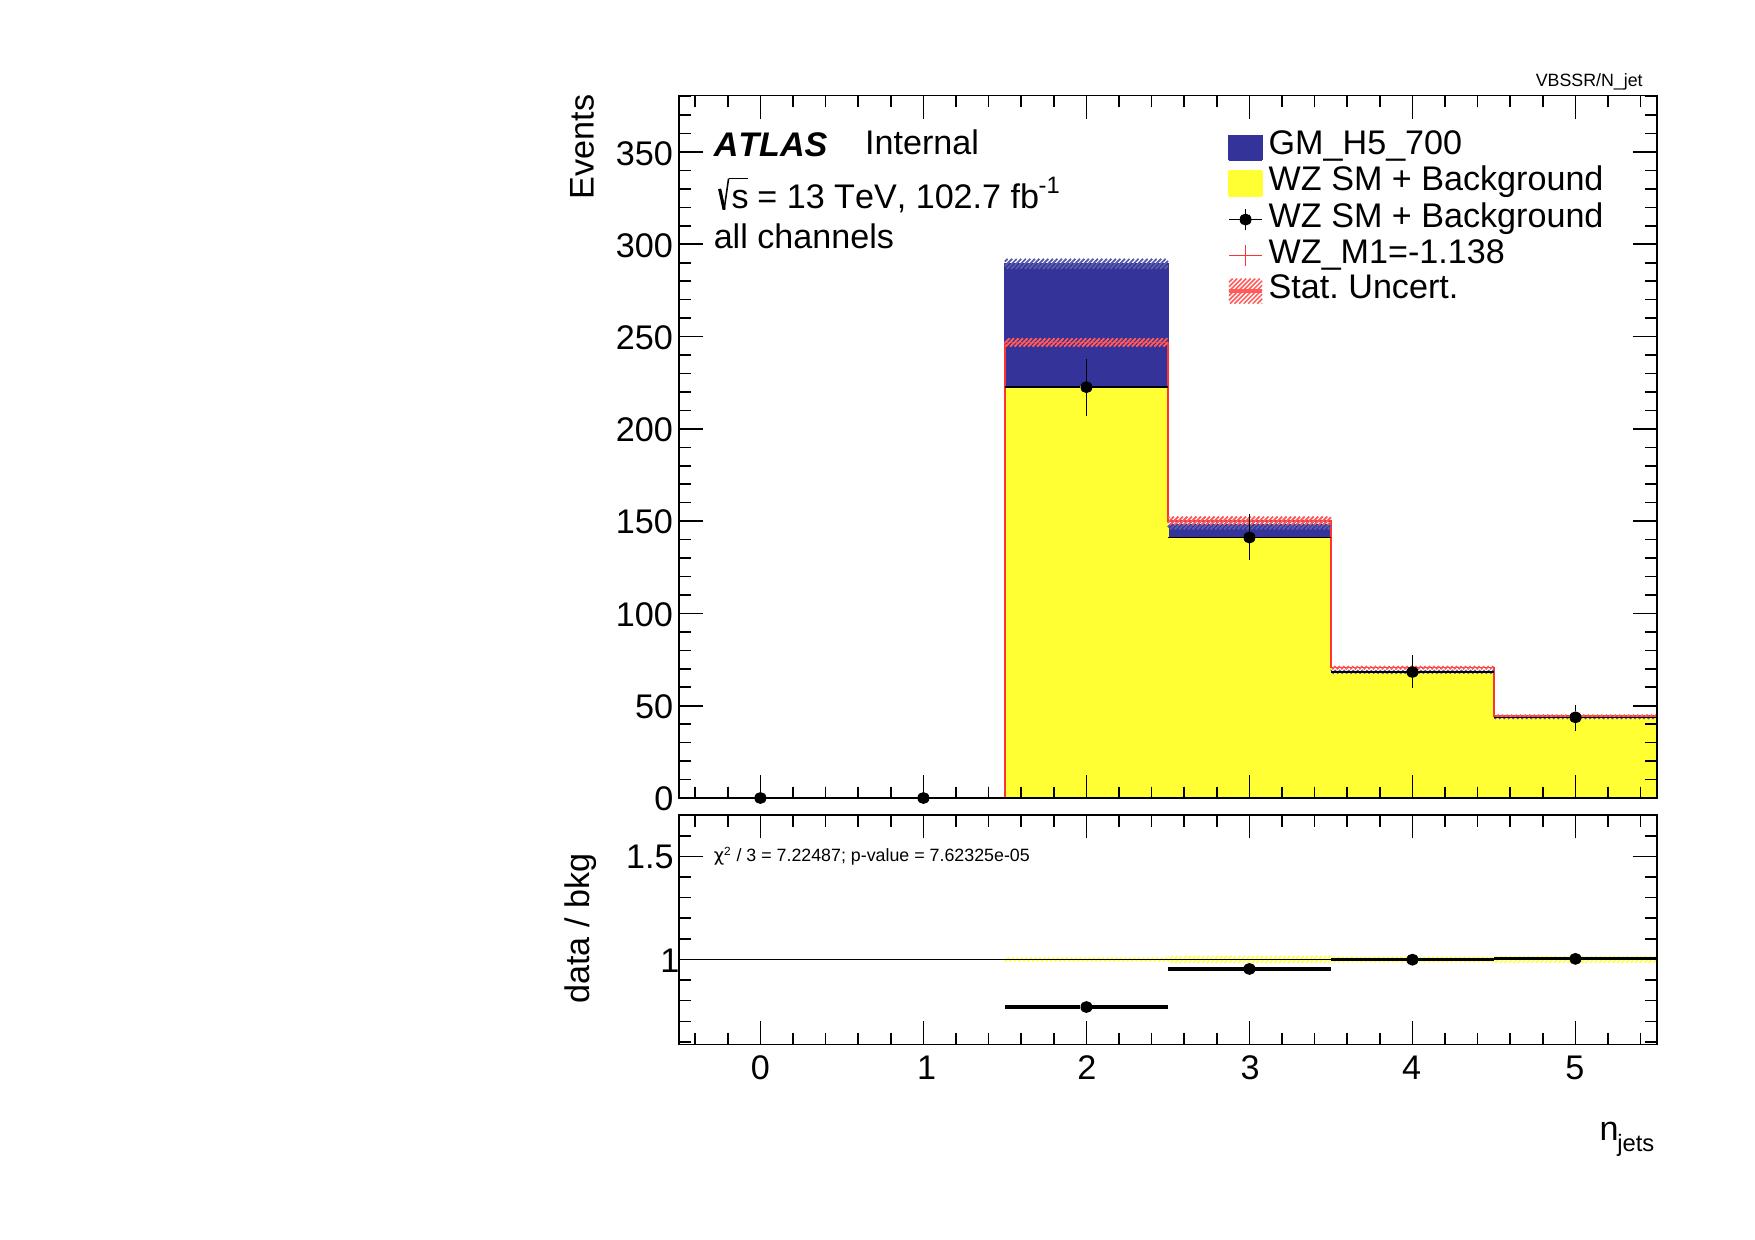 VBSSR/N_jet
Events
ATLAS Internal
√s = 13 TeV, 102.7 fb-1
all channels
GM_H5_700
WZ SM + Background
WZ SM + Background
WZ_M1=-1.138
Stat. Uncert.
350
300
250
200
150
100
50
0
data / bkg
χ2 / 3 = 7.22487; p-value = 7.62325e-05
1.5
1
0 1 2 3 4 5
njets